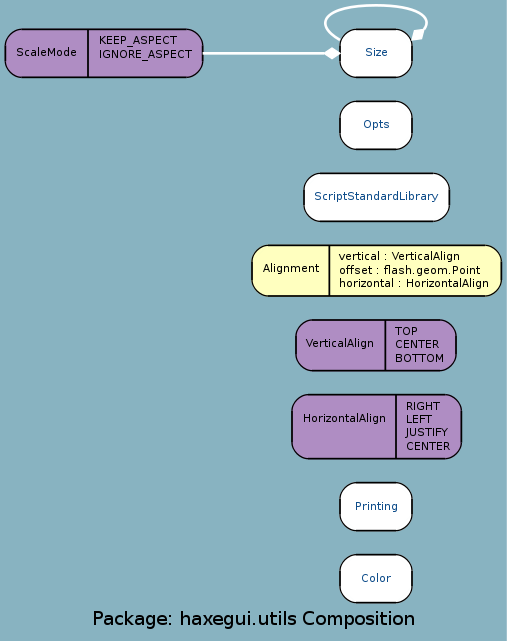 ScaleMode
KEEP_ASPECT
IGNORE_ASPECT
Size
Opts
ScriptStandardLibrary
Alignment
vertical : VerticalAlign
offset : flash.geom.Point
horizontal : HorizontalAlign
VerticalAlign
TOP
CENTER
BOTTOM
HorizontalAlign
RIGHT
LEFT
JUSTIFY
CENTER
Printing
Color
Package: haxegui.utils Composition